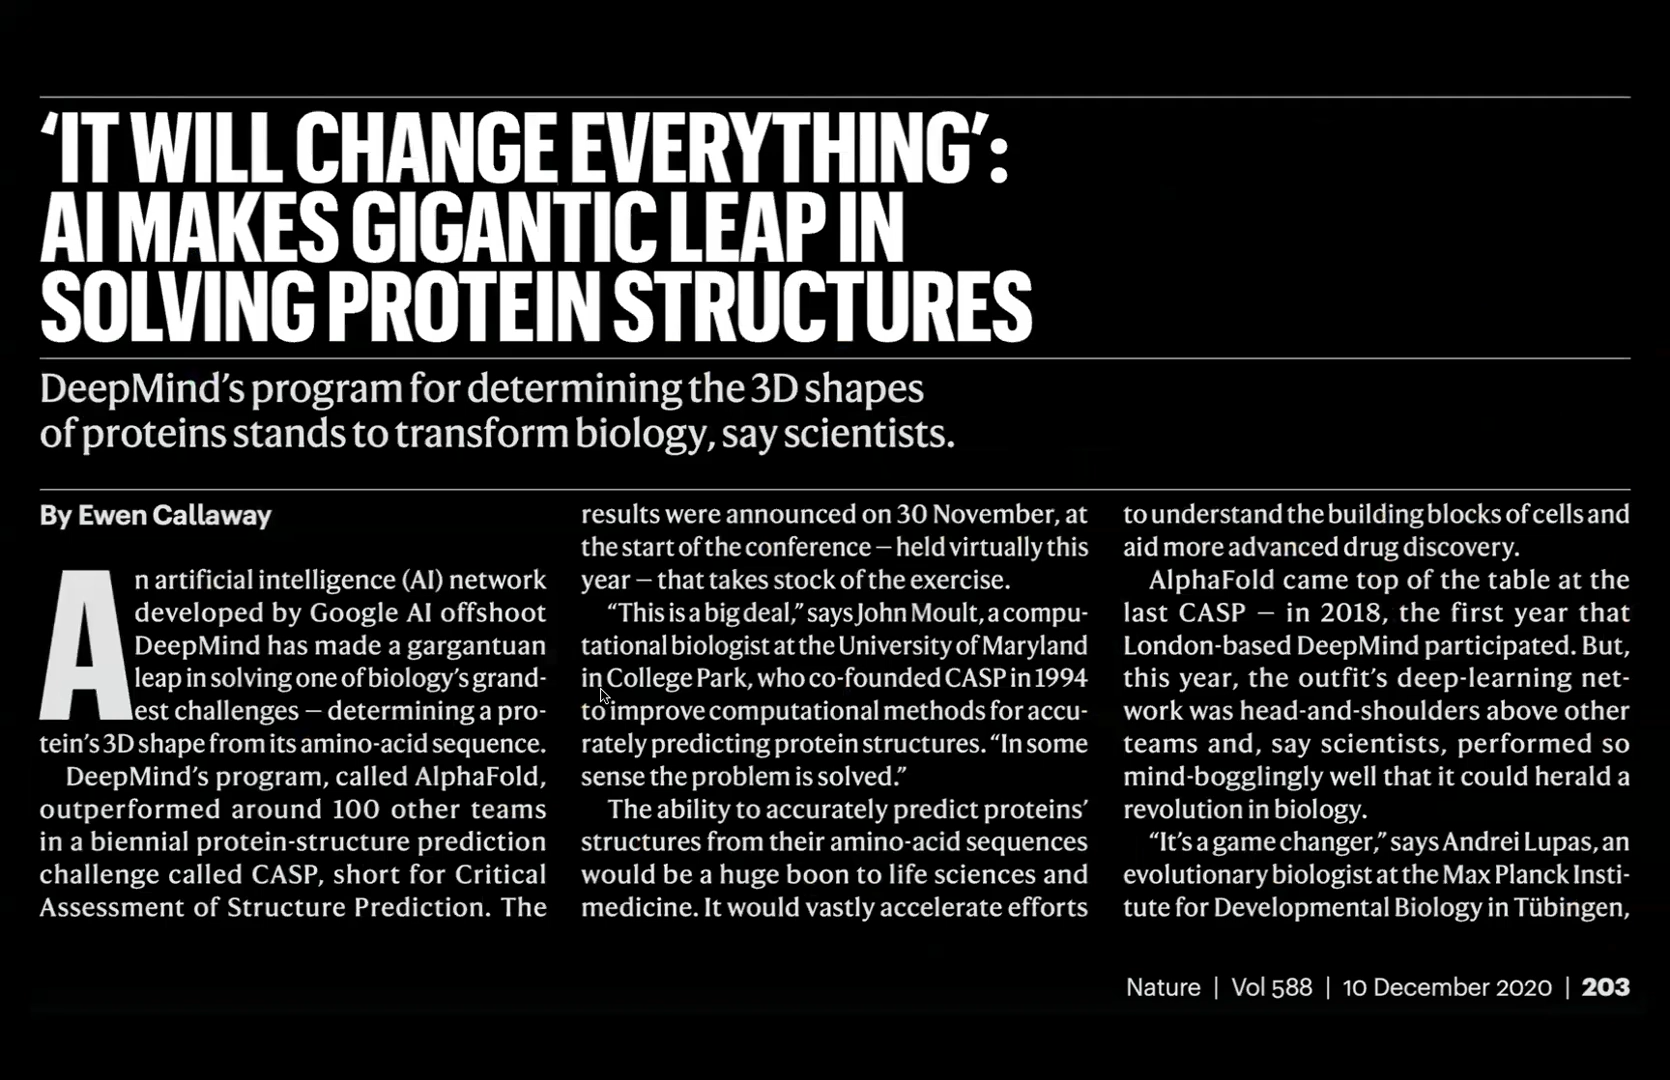 ‘IT WILL CHANGE EVERYTHING’:
AI MAKES GIGANTIC LEAP IN
SOLVING PROTEIN STRUCTURES
DeepMind’s program for determining the 3D shapes
of proteins stands to transform biology, say scientists.
By Ewen Callaway
An artificial intelligence (AI) network
developed by Google AI offshoot
DeepMind has made a gargantuan
leap in solving one of biology’s grand-
est challenges — determining a pro-
tein’s 3D shape from its amino-acid sequence.
DeepMind’s program, called AlphaFold,
outperformed around 100 other teams
in a biennial protein-structure prediction
challenge called CASP, short for Critical
Assessment of Structure Prediction. The
results were announced on 30 November, at
the start of the conference — held virtually this
year — that takes stock of the exercise.
“This is a big deal,” says John Moult, a compu-
tational biologist at the University of Maryland
in College Park, who co-founded CASP in 1994
to improve computational methods for accu-
rately predicting protein structures. “In some
sense the problem is solved.”
The ability to accurately predict proteins’
structures from their amino-acid sequences
would be a huge boon to life sciences and
medicine. It would vastly accelerate efforts
to understand the building blocks of cells and
aid more advanced drug discovery.
AlphaFold came top of the table at the
last CASP — in 2018, the first year that
London-based DeepMind participated. But,
this year, the outfit’s deep-learning net-
work was head-and-shoulders above other
teams and, say scientists, performed so
mind-bogglingly well that it could herald a
revolution in biology.
“It’s a game changer,” says Andrei Lupas, an
evolutionary biologist at the Max Planck Insti-
tute for Developmental Biology in Tübingen,
Nature | Vol 588 | 10 December 2020 | 203